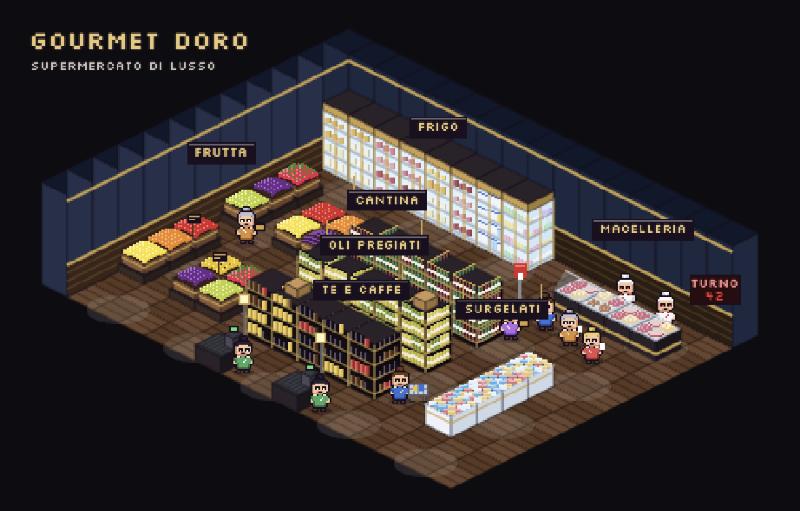 GOURMET DORO
SUPERMERCATO DI LUSSO
FRIGO
FRUTTA
CANTINA
MACELLERIA
OLI PREGIATI
TE E CAFFE
TURNO
42
SURGELATI